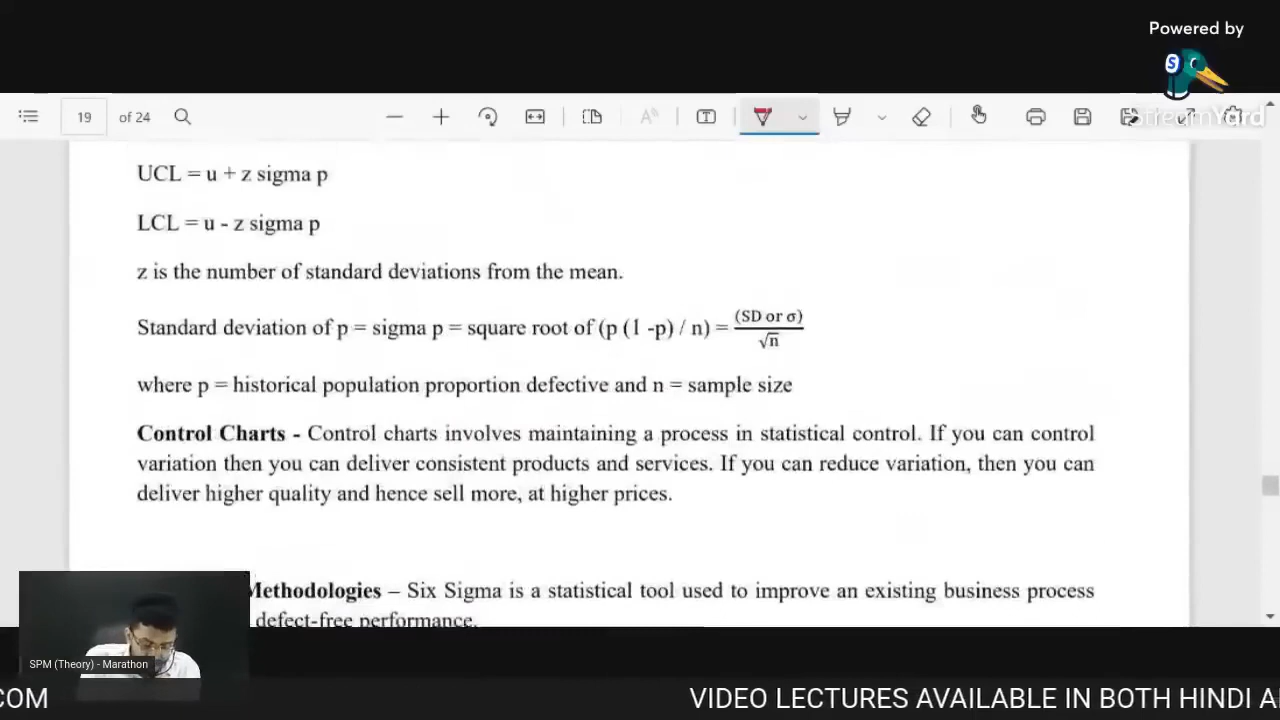 Powered by
S
19 of 24
StreamYard
UCL = u + z sigma p
LCL = u - z sigma p
z is the number of standard deviations from the mean.
Standard deviation of p = sigma p = square root of (p (1 -p) / n) = (SD or σ) / √n
where p = historical population proportion defective and n = sample size
Control Charts - Control charts involves maintaining a process in statistical control. If you can control
variation then you can deliver consistent products and services. If you can reduce variation, then you can
deliver higher quality and hence sell more, at higher prices.
Methodologies – Six Sigma is a statistical tool used to improve an existing business process
defect-free performance.
SPM (Theory) - Marathon
COM
VIDEO LECTURES AVAILABLE IN BOTH HINDI A